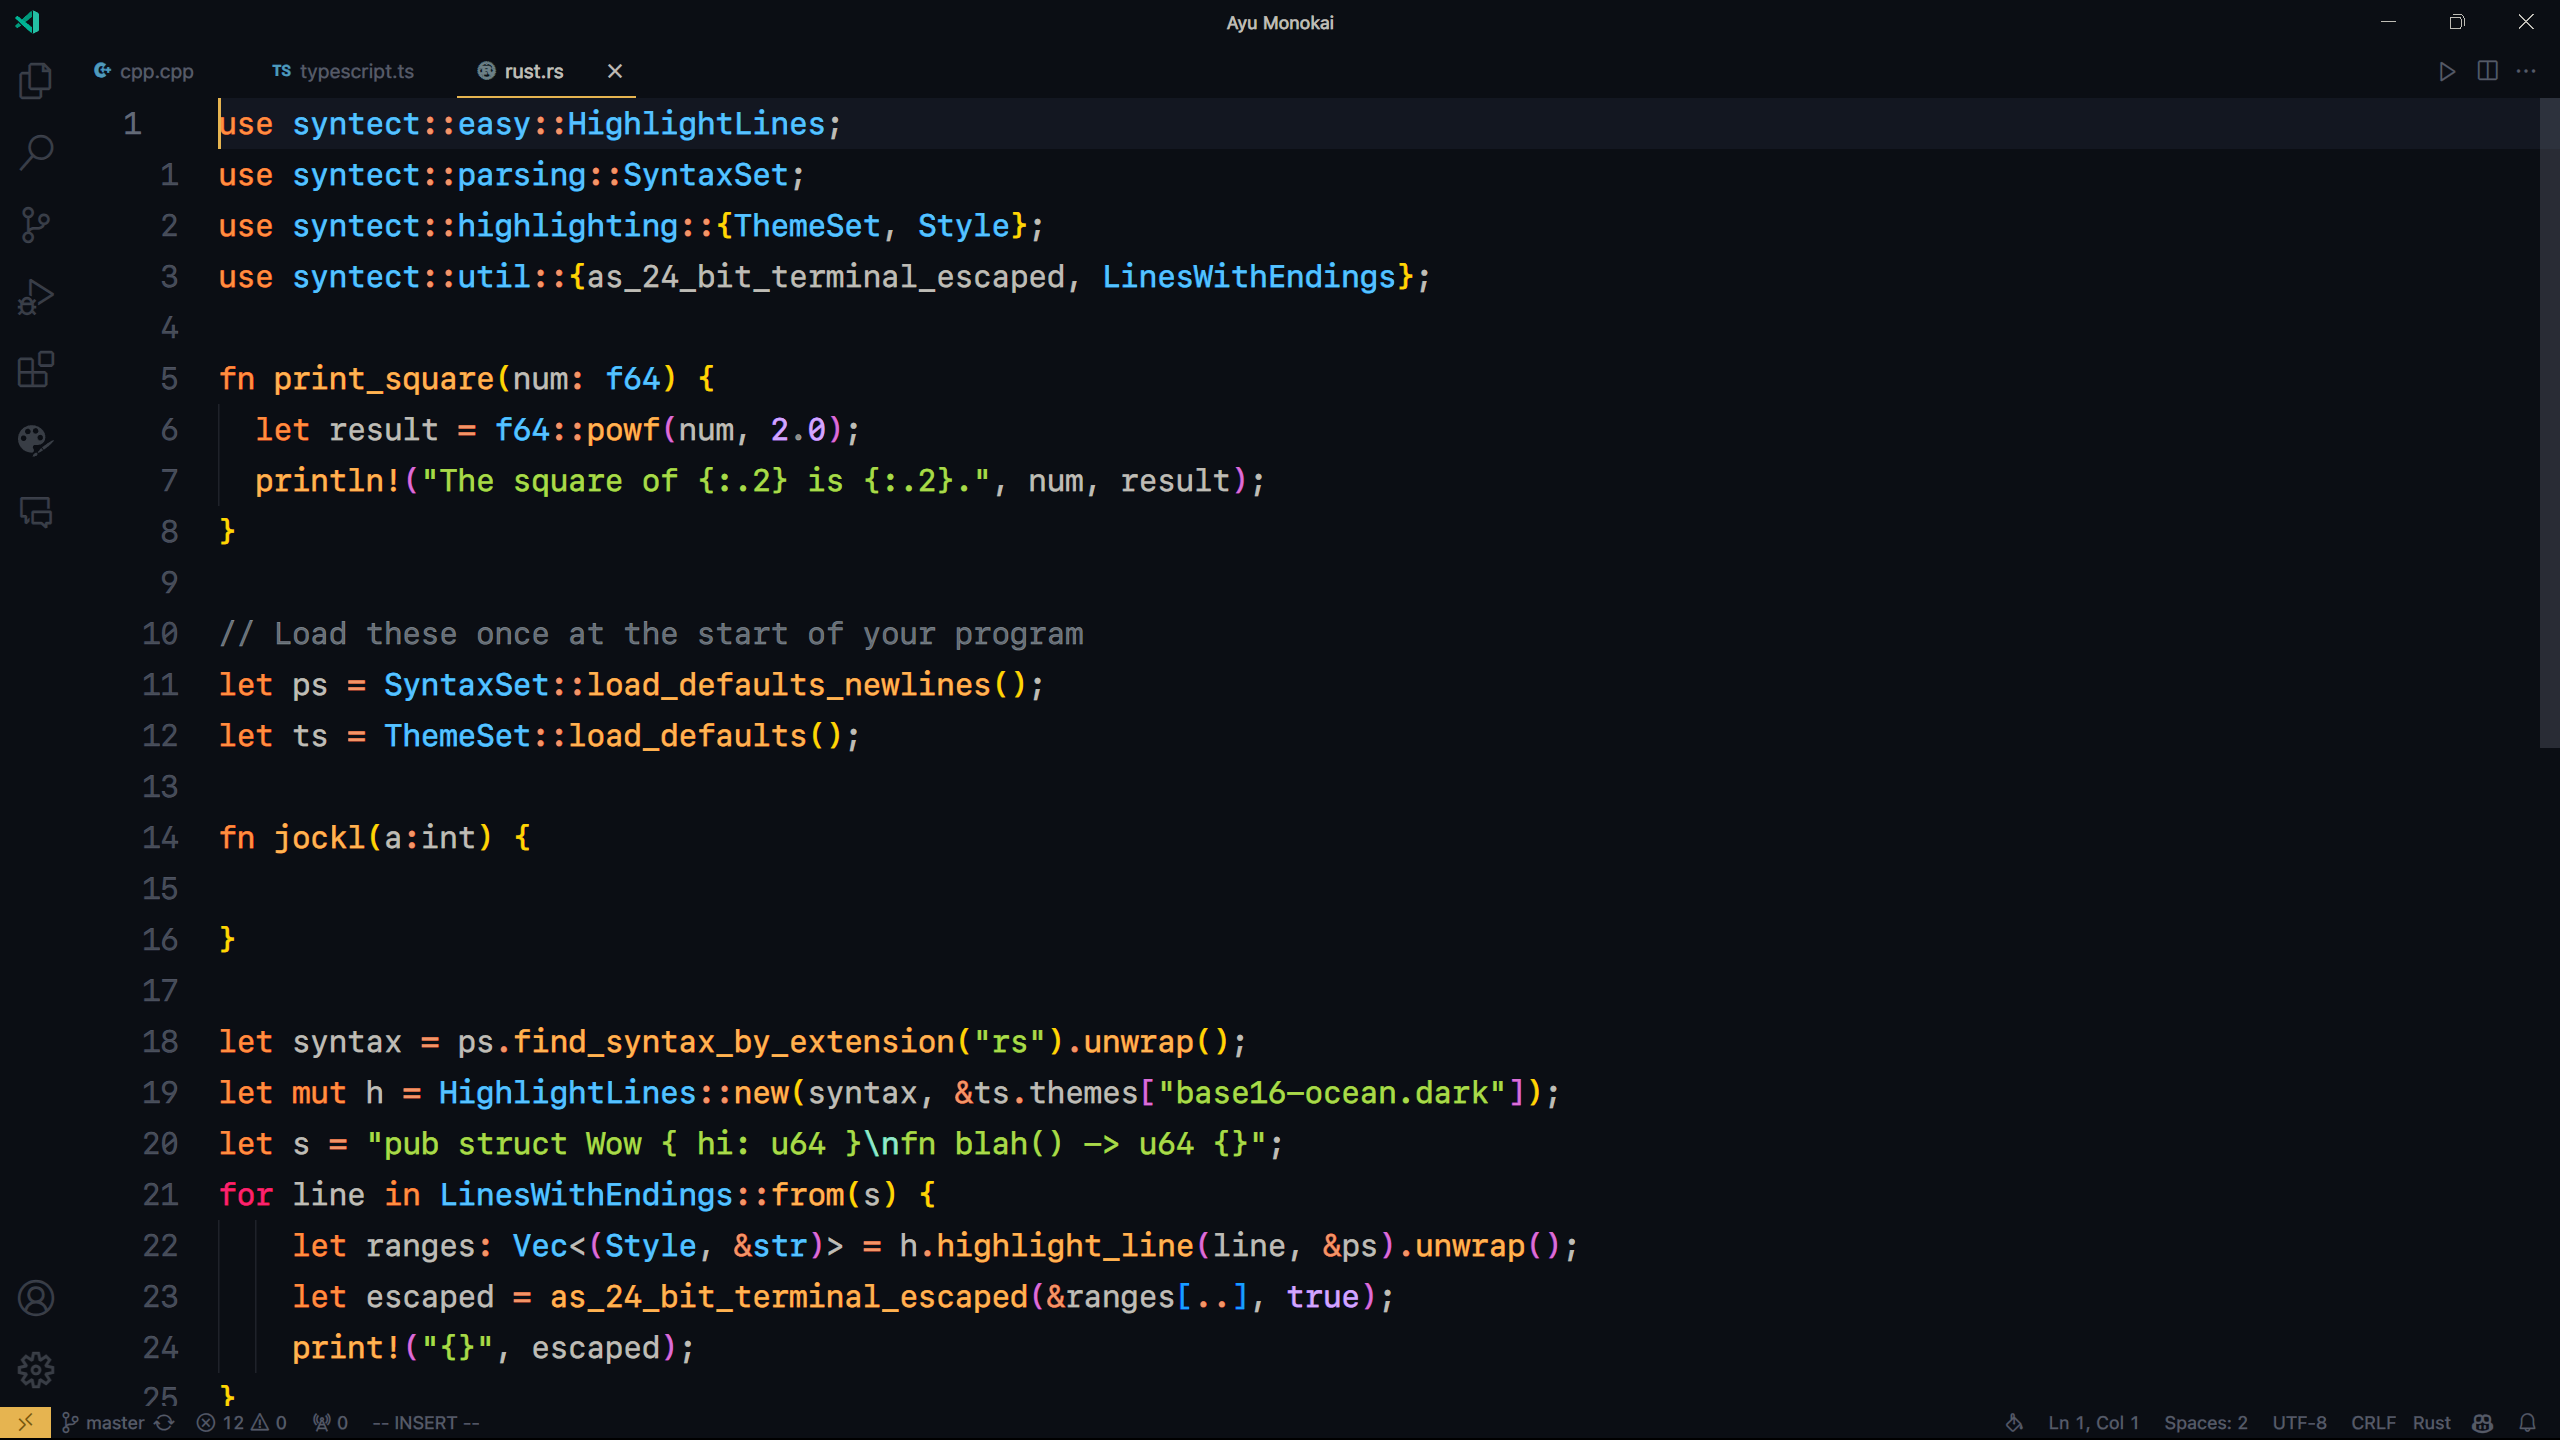 Ayu Monokai
cpp.cpp TS typescript.ts rust.rs
1 use syntect::easy::HighlightLines;
1 use syntect::parsing::SyntaxSet;
2 use syntect::highlighting::{ThemeSet, Style};
3 use syntect::util::{as_24_bit_terminal_escaped, LinesWithEndings};
4
5 fn print_square(num: f64) {
6 let result = f64::powf(num, 2.0);
7 println!("The square of {:.2} is {:.2}.", num, result);
8 }
9
10 // Load these once at the start of your program
11 let ps = SyntaxSet::load_defaults_newlines();
12 let ts = ThemeSet::load_defaults();
13
14 fn jockl(a:int) {
15
16 }
17
18 let syntax = ps.find_syntax_by_extension("rs").unwrap();
19 let mut h = HighlightLines::new(syntax, &ts.themes["base16-ocean.dark"]);
20 let s = "pub struct Wow { hi: u64 }\nfn blah() -> u64 {}";
21 for line in LinesWithEndings::from(s) {
22 let ranges: Vec<(Style, &str)> = h.highlight_line(line, &ps).unwrap();
23 let escaped = as_24_bit_terminal_escaped(&ranges[..], true);
24 print!("{}", escaped);
25 }
master 12 0 0 -- INSERT -- Ln 1, Col 1 Spaces: 2 UTF-8 CRLF Rust